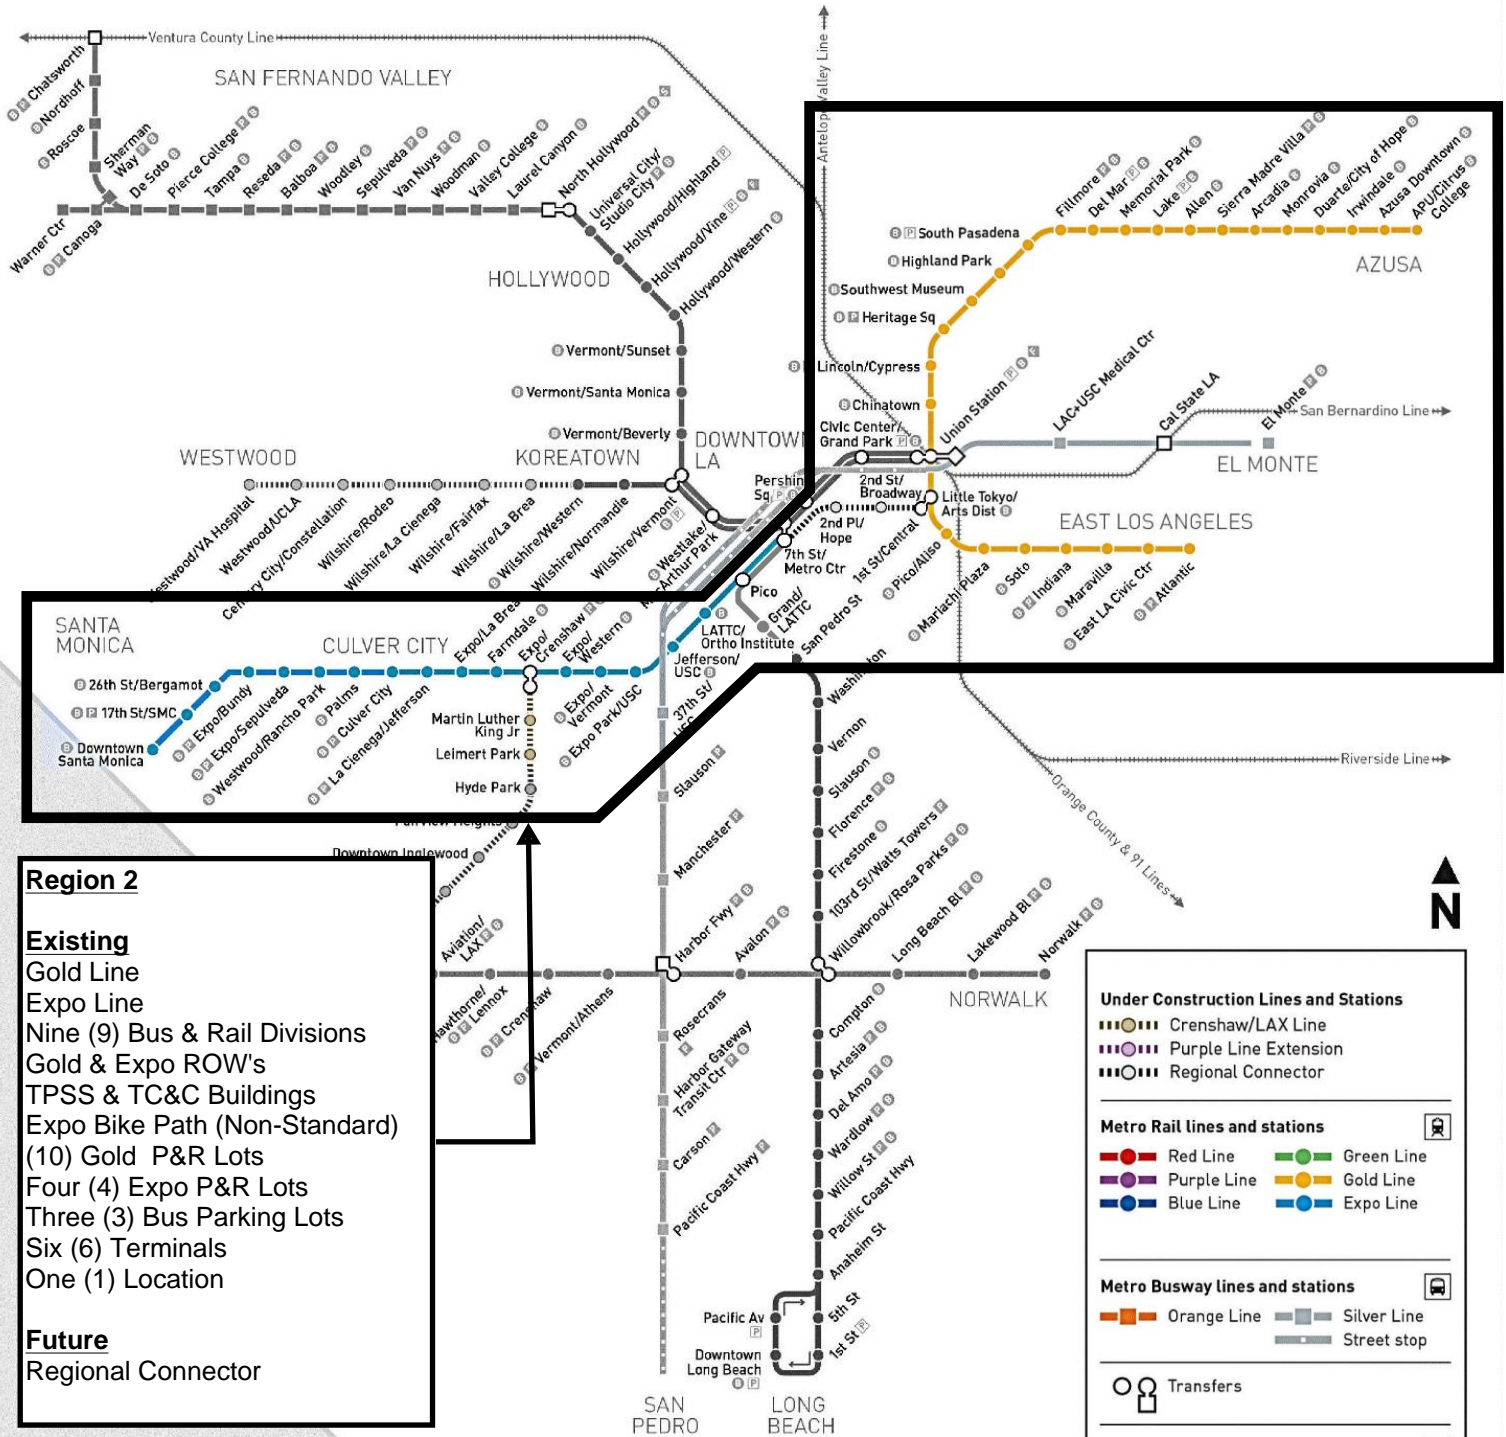 Ventura County Line
Antelope Valley Line
SAN FERNANDO VALLEY
B P Chatsworth
B Nordhoff
B Roscoe
Sherman
Way P B
De Soto B
Pierce College P B
Tampa B
Reseda P B
Balboa P B
Woodley B
Sepulveda P B
Van Nuys P B
Woodman B
Valley College B
Laurel Canyon B
North Hollywood P B
Warner Ctr
B P Canoga
Universal City/
Studio City P B
Hollywood/Highland P
Hollywood/Vine P B
Hollywood/Western B
HOLLYWOOD
B Vermont/Sunset
B Vermont/Santa Monica
B Vermont/Beverly
Fillmore P B
Del Mar P B
Memorial Park B
Lake P B
Allen B
Sierra Madre Villa P B
Arcadia B
Monrovia B
Duarte/City of Hope B
Irwindale B
Azusa Downtown B
APU/Citrus B
College
AZUSA
B P South Pasadena
B Highland Park
B Southwest Museum
B P Heritage Sq
B Lincoln/Cypress
B Chinatown
Union Station P B
Civic Center/
Grand Park P B
LAC+USC Medical Ctr
Cal State LA
El Monte P B
San Bernardino Line
EL MONTE
DOWNTOWN
LA
WESTWOOD
KOREATOWN
Westwood/VA Hospital
Westwood/UCLA
Century City/Constellation
Wilshire/Rodeo
Wilshire/La Cienega
Wilshire/Fairfax
Wilshire/La Brea
B Wilshire/Western
Wilshire/Normandie
Wilshire/Vermont
B P
B Westlake/
MacArthur Park
Pershing
Sq P B
2nd St/
Broadway
Little Tokyo/
Arts Dist B
2nd Pl/
Hope
7th St/
Metro Ctr
1st St/Central
B Pico/Aliso
B Mariachi Plaza
B Soto
B P Indiana
B Maravilla
B East LA Civic Ctr
B P Atlantic
EAST LOS ANGELES
Pico
Grand/
LATTC
San Pedro St
LATTC/
Ortho Institute
Jefferson/
USC B
SANTA
MONICA
CULVER CITY
Expo/La Brea
Farmdale B
Expo/
Crenshaw P
Expo/
Western B
B 26th St/Bergamot
B P 17th St/SMC
B Downtown
Santa Monica
B P Expo/Bundy
B P Expo/Sepulveda
B Westwood/Rancho Park
B Palms
B P Culver City
B P La Cienega/Jefferson
B Expo/
Vermont
B Expo Park/USC
Martin Luther
King Jr
Leimert Park
Hyde Park
Fairview Heights
Downtown Inglewood
37th St/
USC
Washington
Vernon
Slauson B
Florence P B
Firestone B
103rd St/Watts Towers P
Willowbrook/Rosa Parks P B
Slauson P
Manchester P
Harbor Fwy P B
Avalon P B
Long Beach Bl P B
Lakewood Bl P B
Norwalk P B
NORWALK
Riverside Line
Orange County & 91 Lines
N
Aviation/
LAX P B
Hawthorne/
B P Lennox
B P Crenshaw
B P Vermont/Athens
Rosecrans
P
Harbor Gateway
Transit Ctr P B
Carson P
Pacific Coast Hwy P
Compton B
Artesia P B
Del Amo P B
Wardlow P B
Willow St P B
Pacific Coast Hwy
Anaheim St
5th St
1st St P
Pacific Av
P
Downtown
Long Beach
B P
SAN
PEDRO
LONG
BEACH
Region 2
Existing
Gold Line
Expo Line
Nine (9) Bus & Rail Divisions
Gold & Expo ROW's
TPSS & TC&C Buildings
Expo Bike Path (Non-Standard)
(10) Gold P&R Lots
Four (4) Expo P&R Lots
Three (3) Bus Parking Lots
Six (6) Terminals
One (1) Location
Future
Regional Connector
Under Construction Lines and Stations
Crenshaw/LAX Line
Purple Line Extension
Regional Connector
Metro Rail lines and stations
Red Line
Green Line
Purple Line
Gold Line
Blue Line
Expo Line
Metro Busway lines and stations
Orange Line
Silver Line
Street stop
Transfers